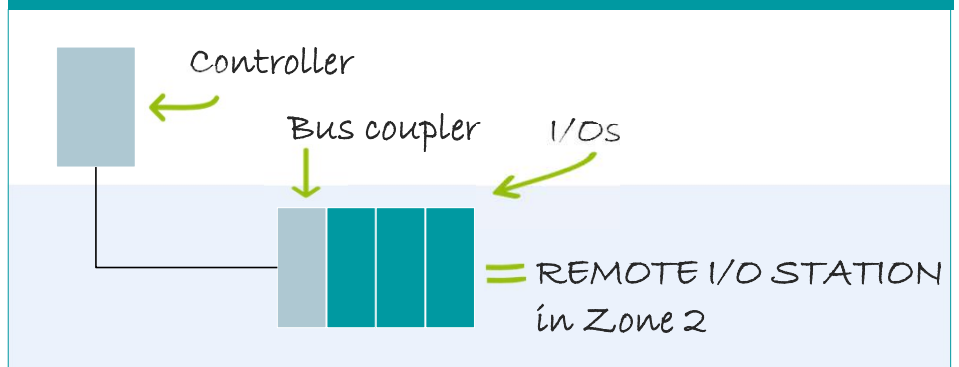 Controller
Bus coupler
I/Os
= REMOTE I/O STATION
in Zone 2